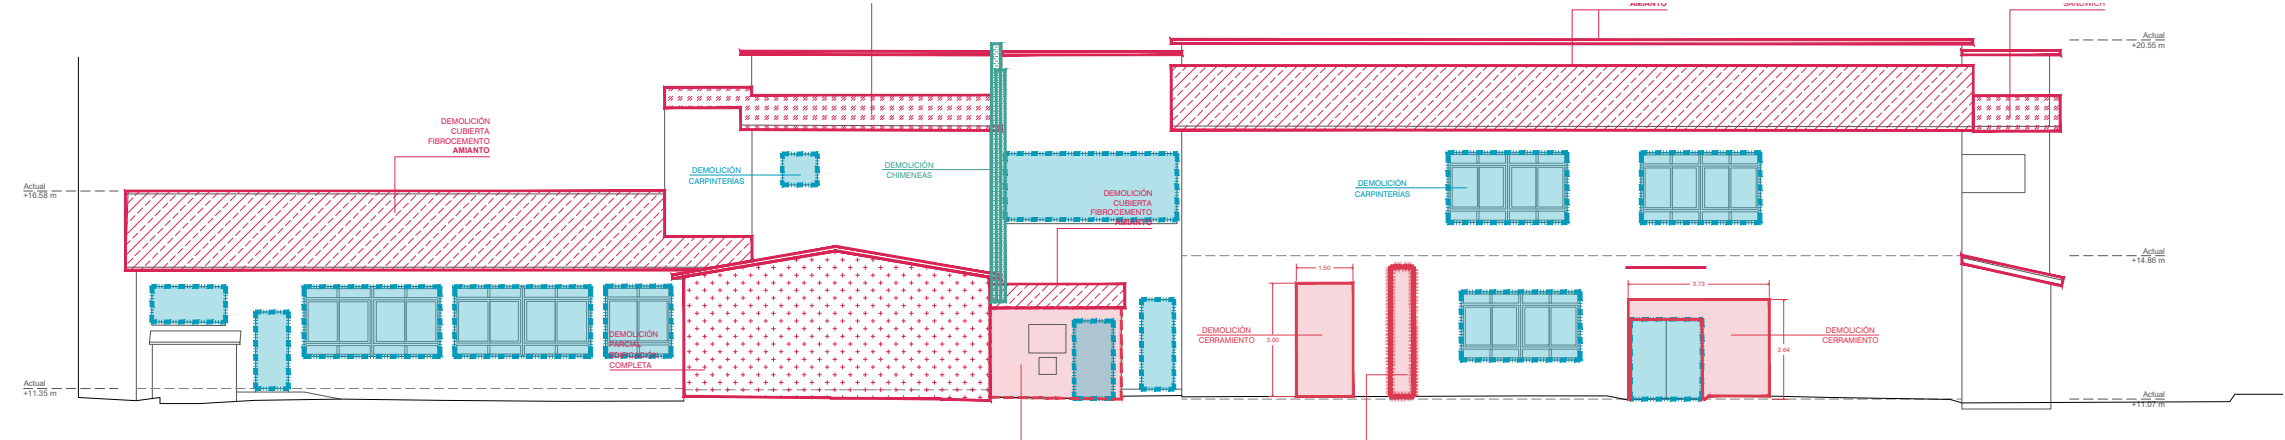 AMIANTO
SANDWICH
Actual
+20.55 m
DEMOLICIÓN
CUBIERTA
FIBROCEMENTO
AMIANTO
DEMOLICIÓN
CARPINTERÍAS
DEMOLICIÓN
CHIMENEAS
DEMOLICIÓN
CUBIERTA
FIBROCEMENTO
AMIANTO
DEMOLICIÓN
CARPINTERÍAS
Actual
+16.58 m
Actual
+14.86 m
1.50
3.00
3.73
2.64
DEMOLICIÓN
CERRAMIENTO
DEMOLICIÓN
CERRAMIENTO
DEMOLICIÓN
PARCIAL
EDIFICACIÓN
COMPLETA
Actual
+11.35 m
Actual
+11.07 m